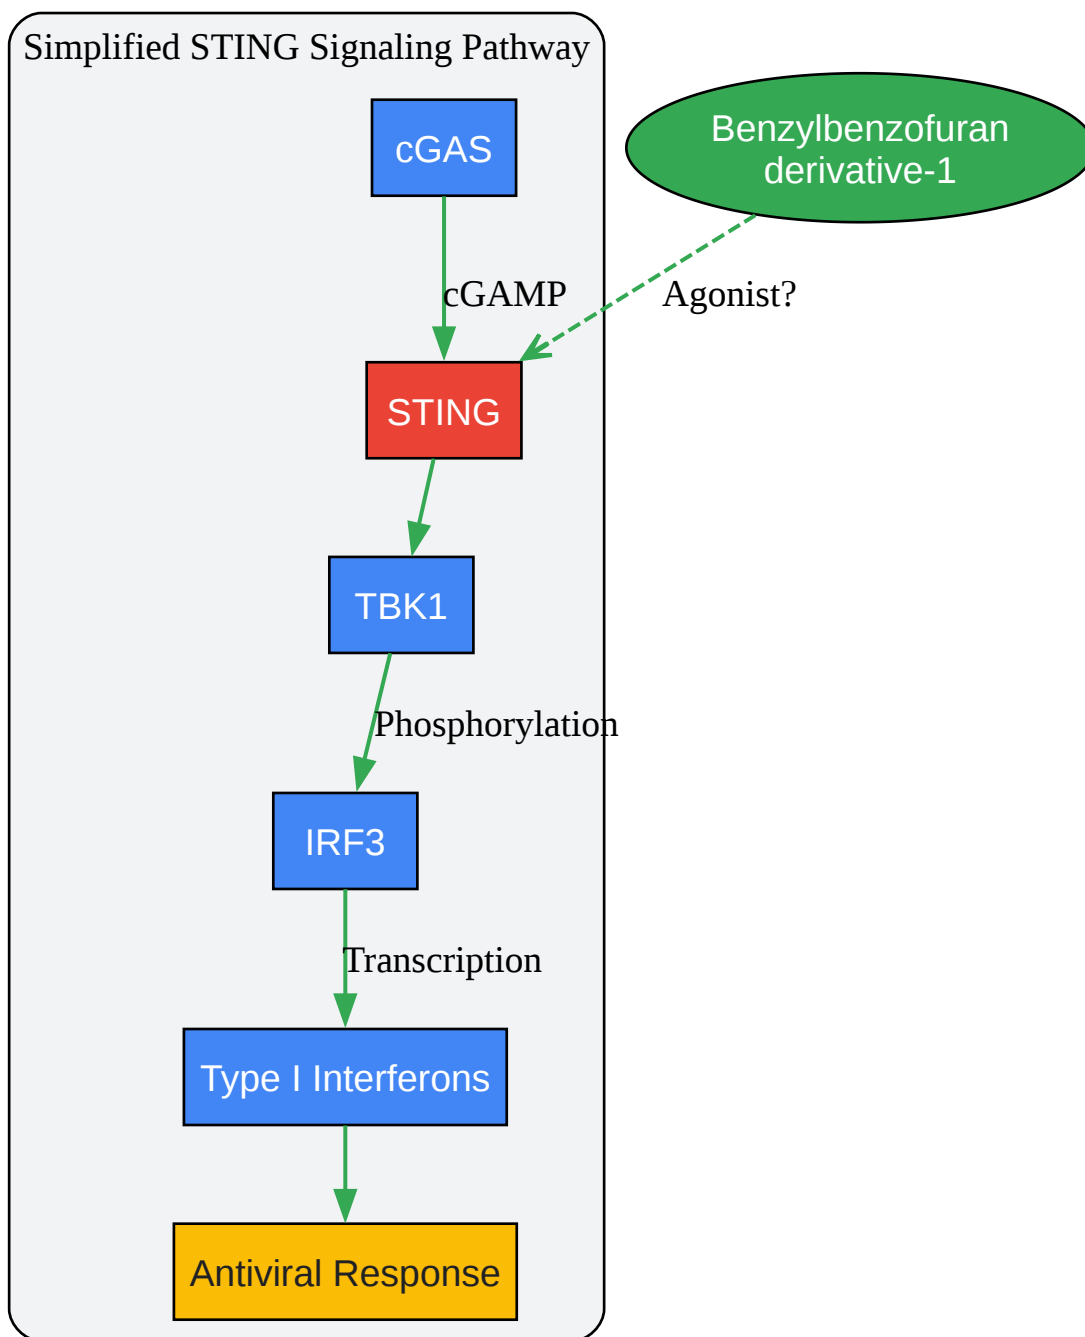 Simplified STING Signaling Pathway
cGAS
Benzylbenzofuran
derivative-1
cGAMP
Agonist?
STING
TBK1
Phosphorylation
IRF3
Transcription
Type I Interferons
Antiviral Response